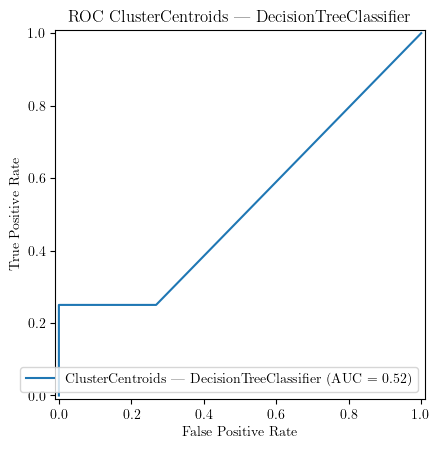 ROC ClusterCentroids — DecisionTreeClassifier
1.0
0.8
0.6
0.4
0.2
0.0
True Positive Rate
ClusterCentroids — DecisionTreeClassifier (AUC = 0.52)
0.0 0.2 0.4 0.6 0.8 1.0
False Positive Rate